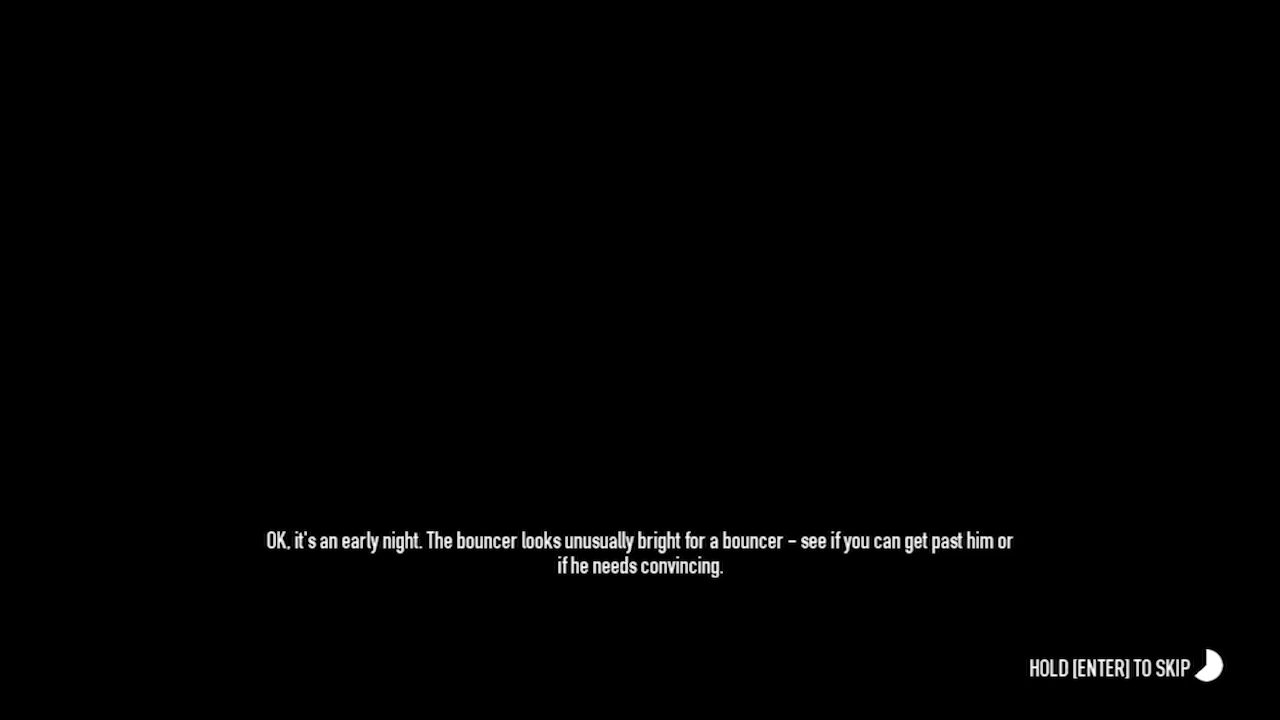 OK, it's an early night. The bouncer looks unusually bright for a bouncer - see if you can get past him or
if he needs convincing.
HOLD [ENTER] TO SKIP